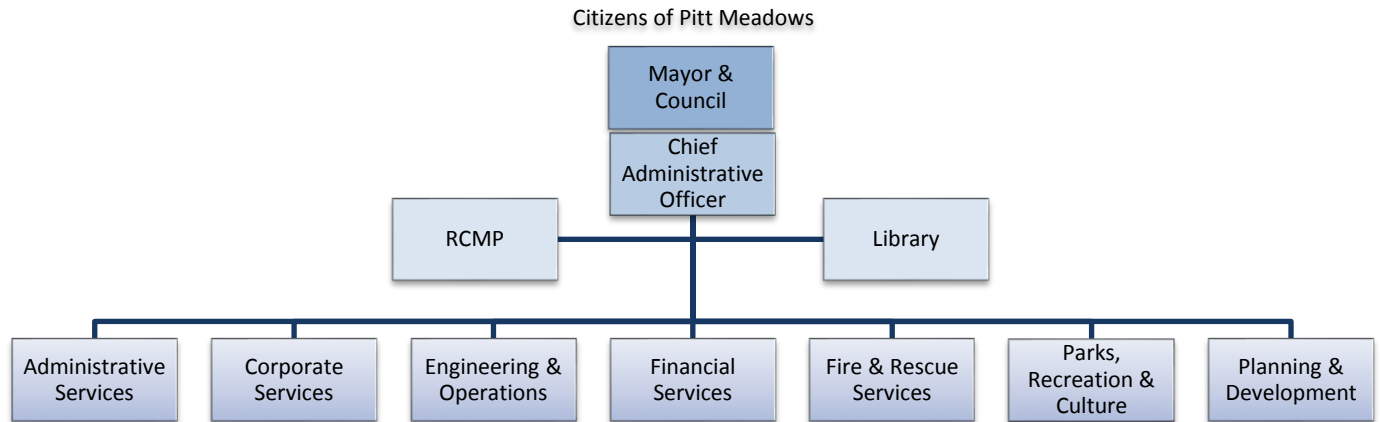 Citizens of Pitt Meadows
Mayor &
Council
Chief
Administrative
Officer
RCMP
Library
Administrative
Services
Corporate
Services
Engineering &
Operations
Financial
Services
Fire & Rescue
Services
Parks,
Recreation &
Culture
Planning &
Development